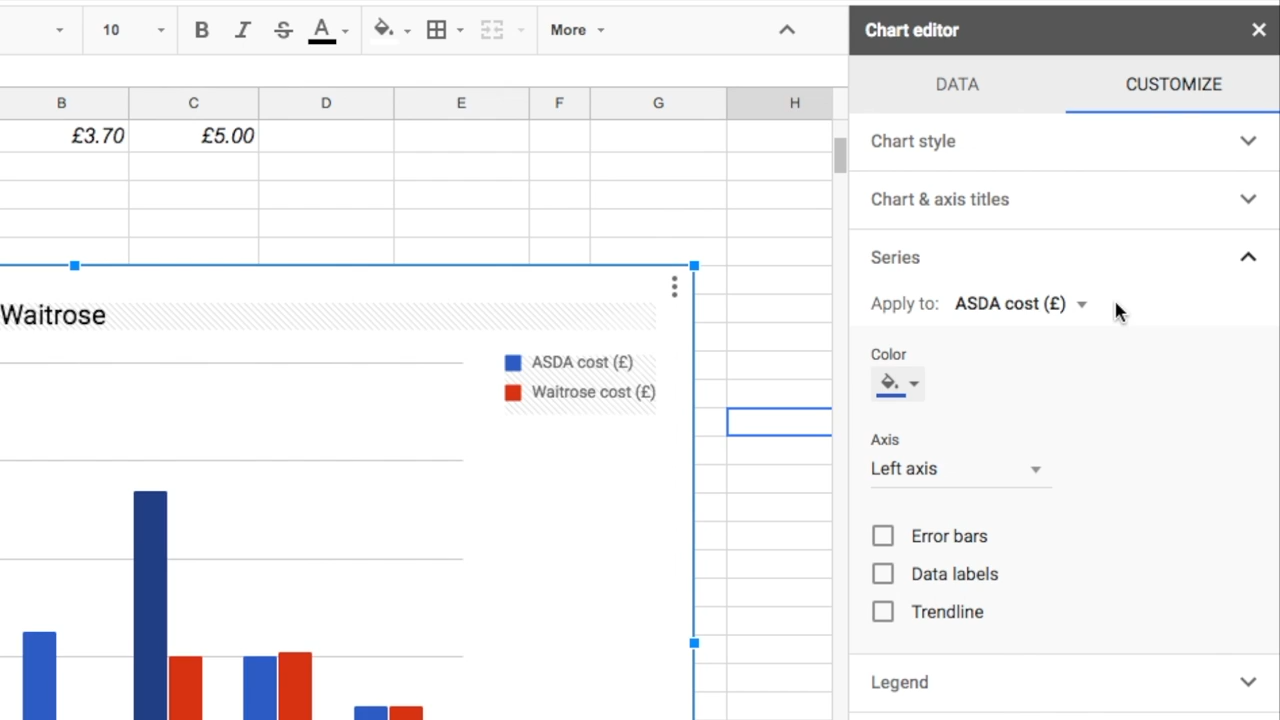 10 B I S A More
Chart editor
DATA CUSTOMIZE
B C D E F G H
£3.70 £5.00
Chart style
Chart & axis titles
Series
Apply to: ASDA cost (£)
Waitrose
ASDA cost (£)
Waitrose cost (£)
Color
Axis
Left axis
Error bars
Data labels
Trendline
Legend